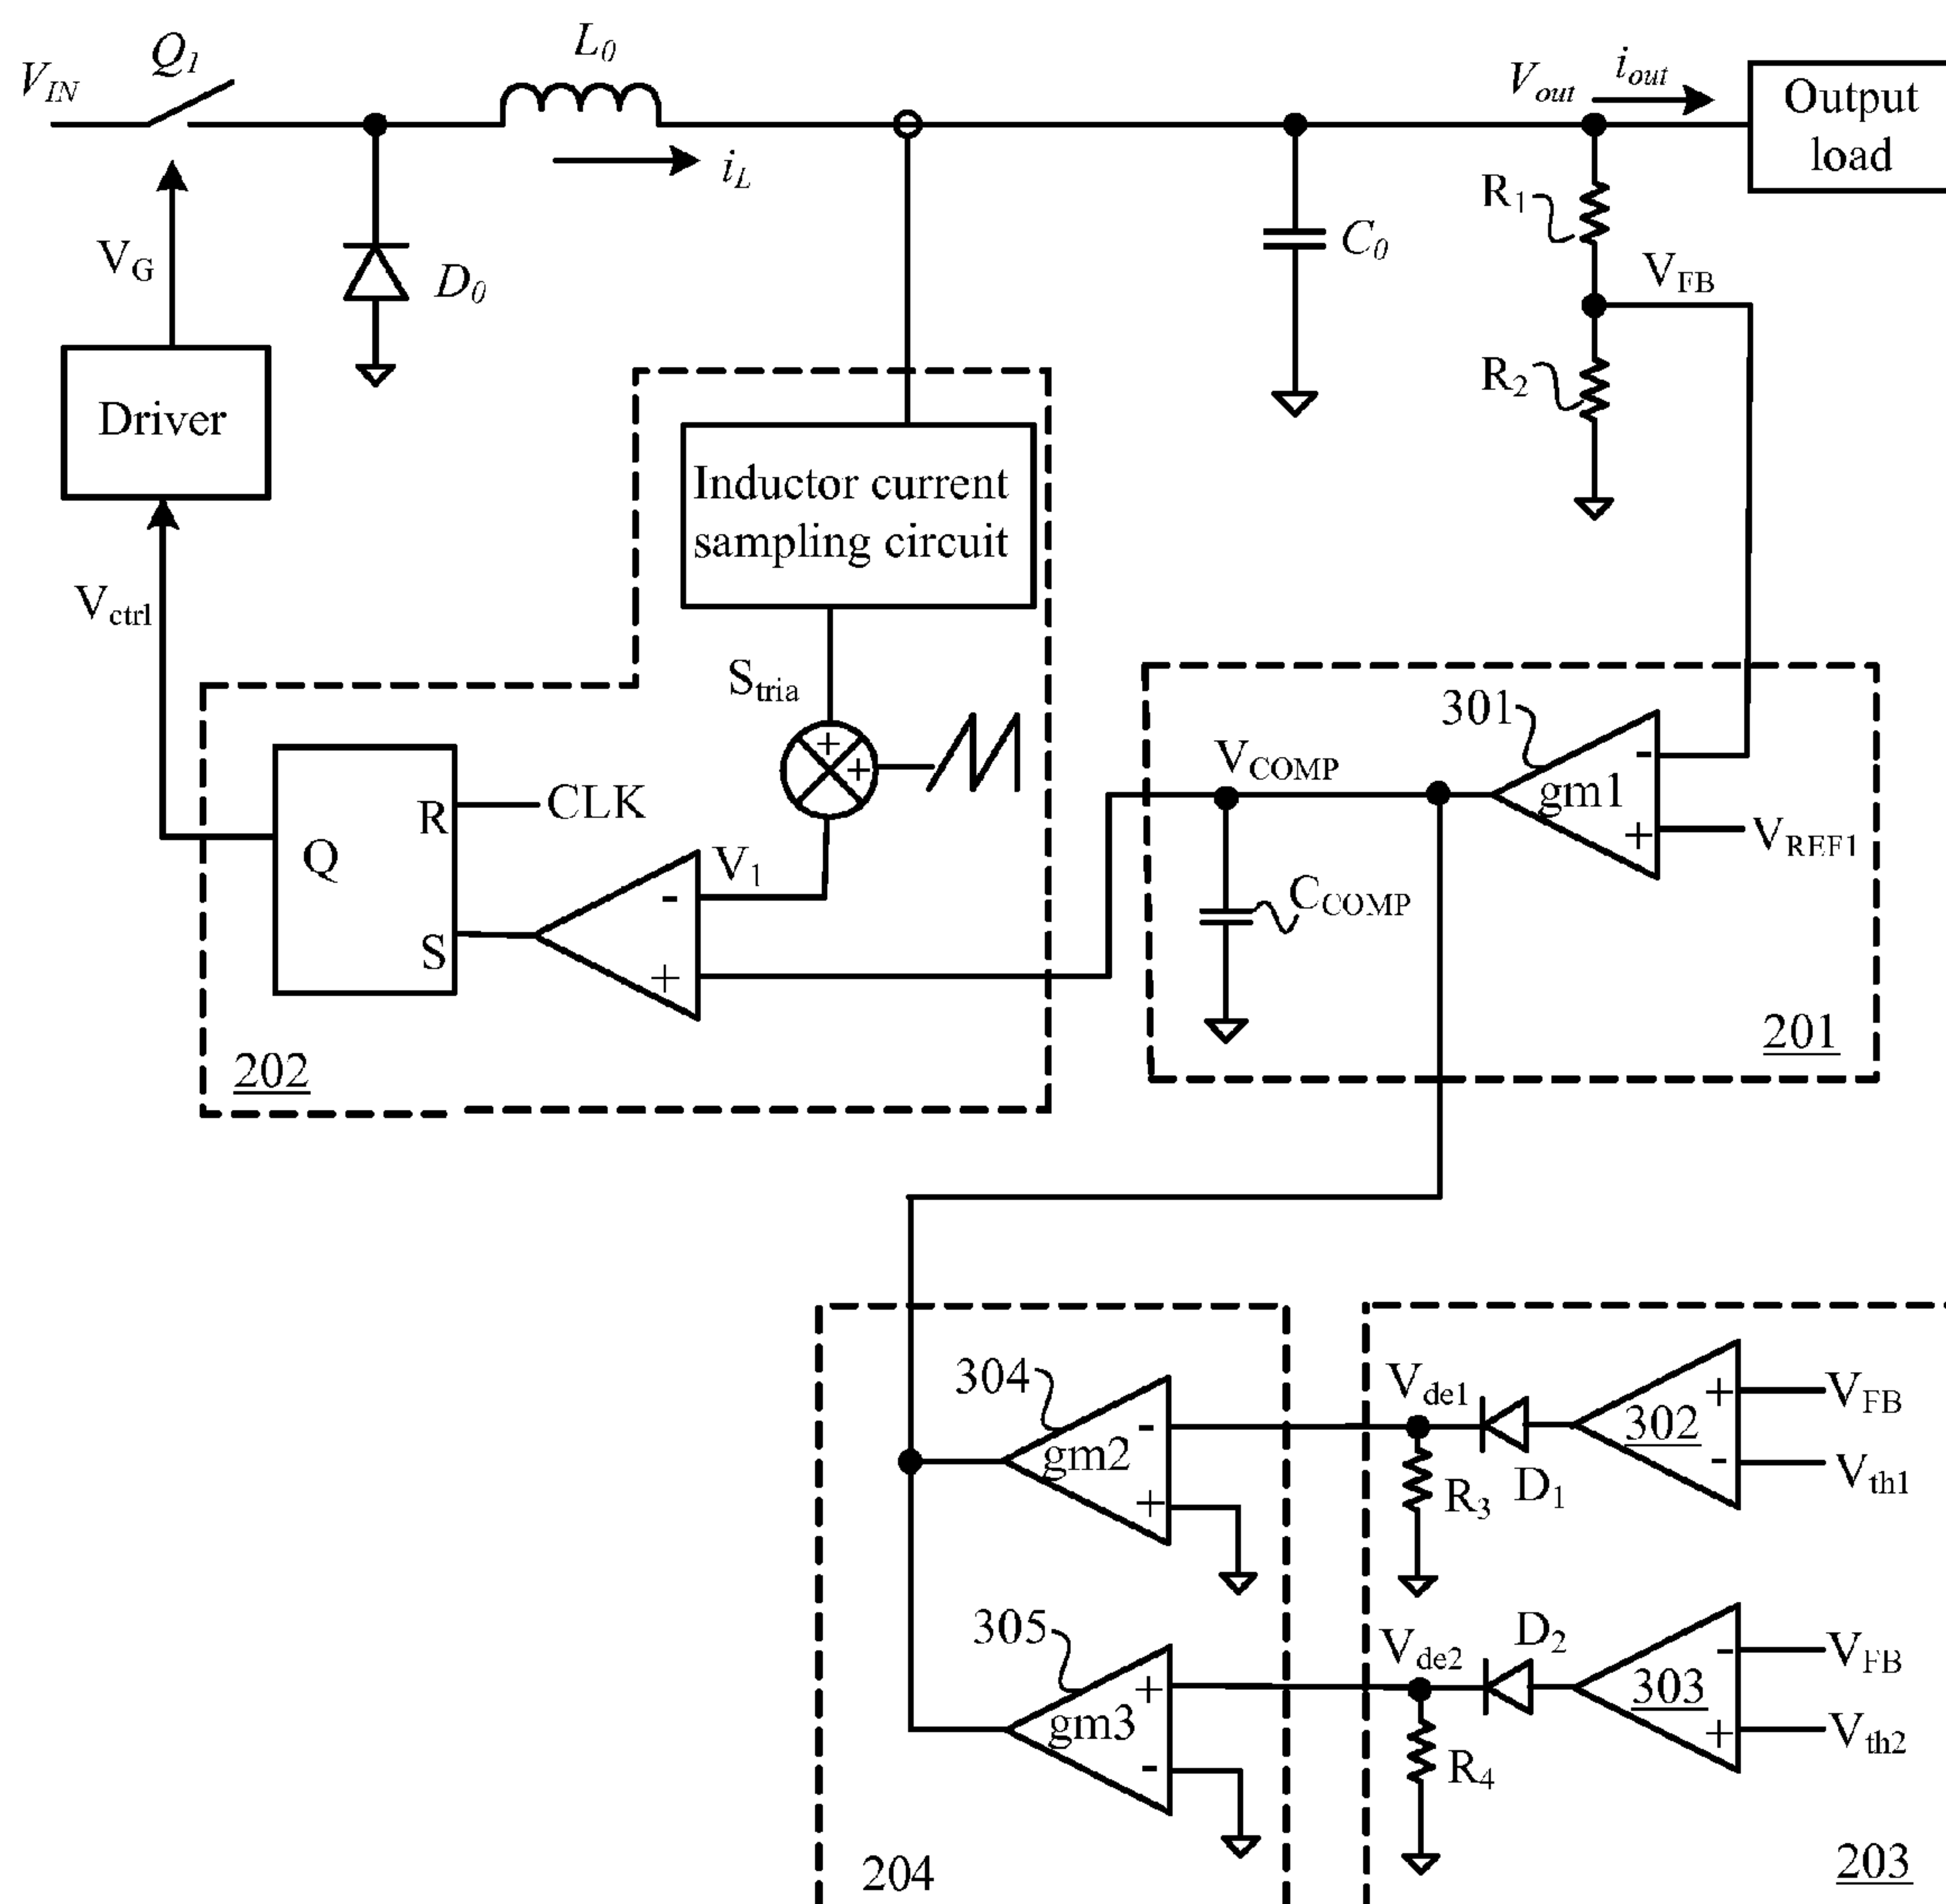 V_IN
Q_1
L_0
V_out
i_out
Output
load
i_L
V_G
D_0
C_0
R_1
V_FB
R_2
Driver
Inductor current
sampling circuit
V_ctrl
S_tria
+
+
R
CLK
Q
S
V_1
-
+
V_COMP
C_COMP
301
gm1
-
+
V_REF1
201
202
304
gm2
-
+
V_de1
R_3
D_1
302
+
-
V_FB
V_th1
305
gm3
+
-
V_de2
R_4
D_2
303
-
+
V_FB
V_th2
204
203